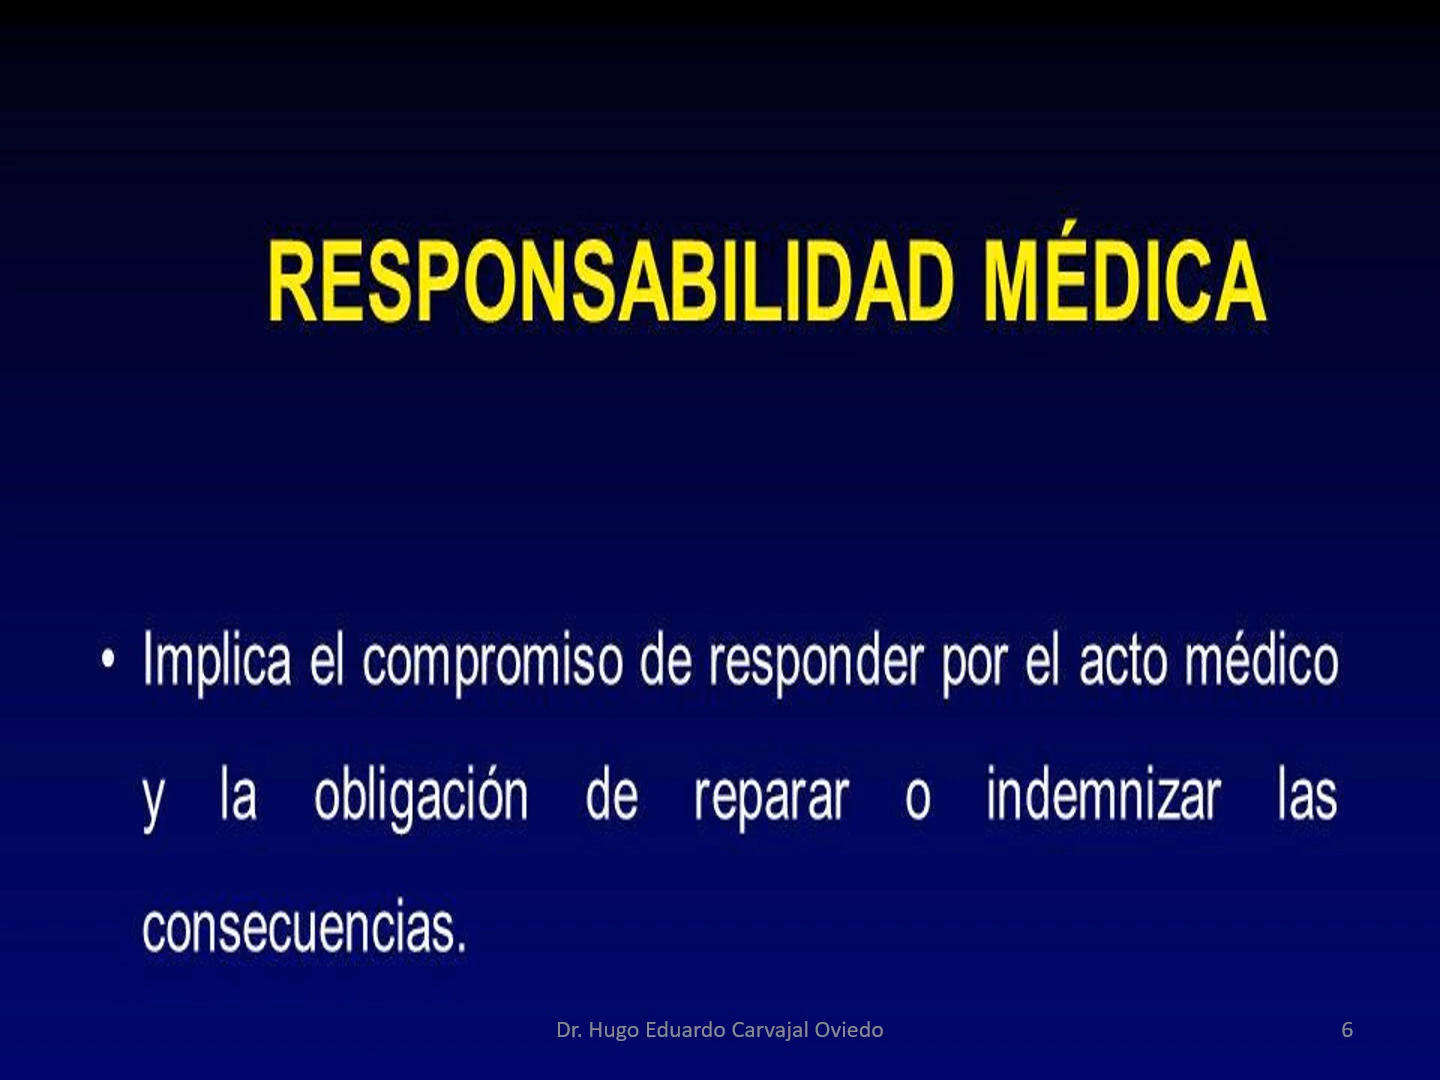 RESPONSABILIDAD MÉDICA
• Implica el compromiso de responder por el acto médico
y la obligación de reparar o indemnizar las
consecuencias.
Dr. Hugo Eduardo Carvajal Oviedo
6